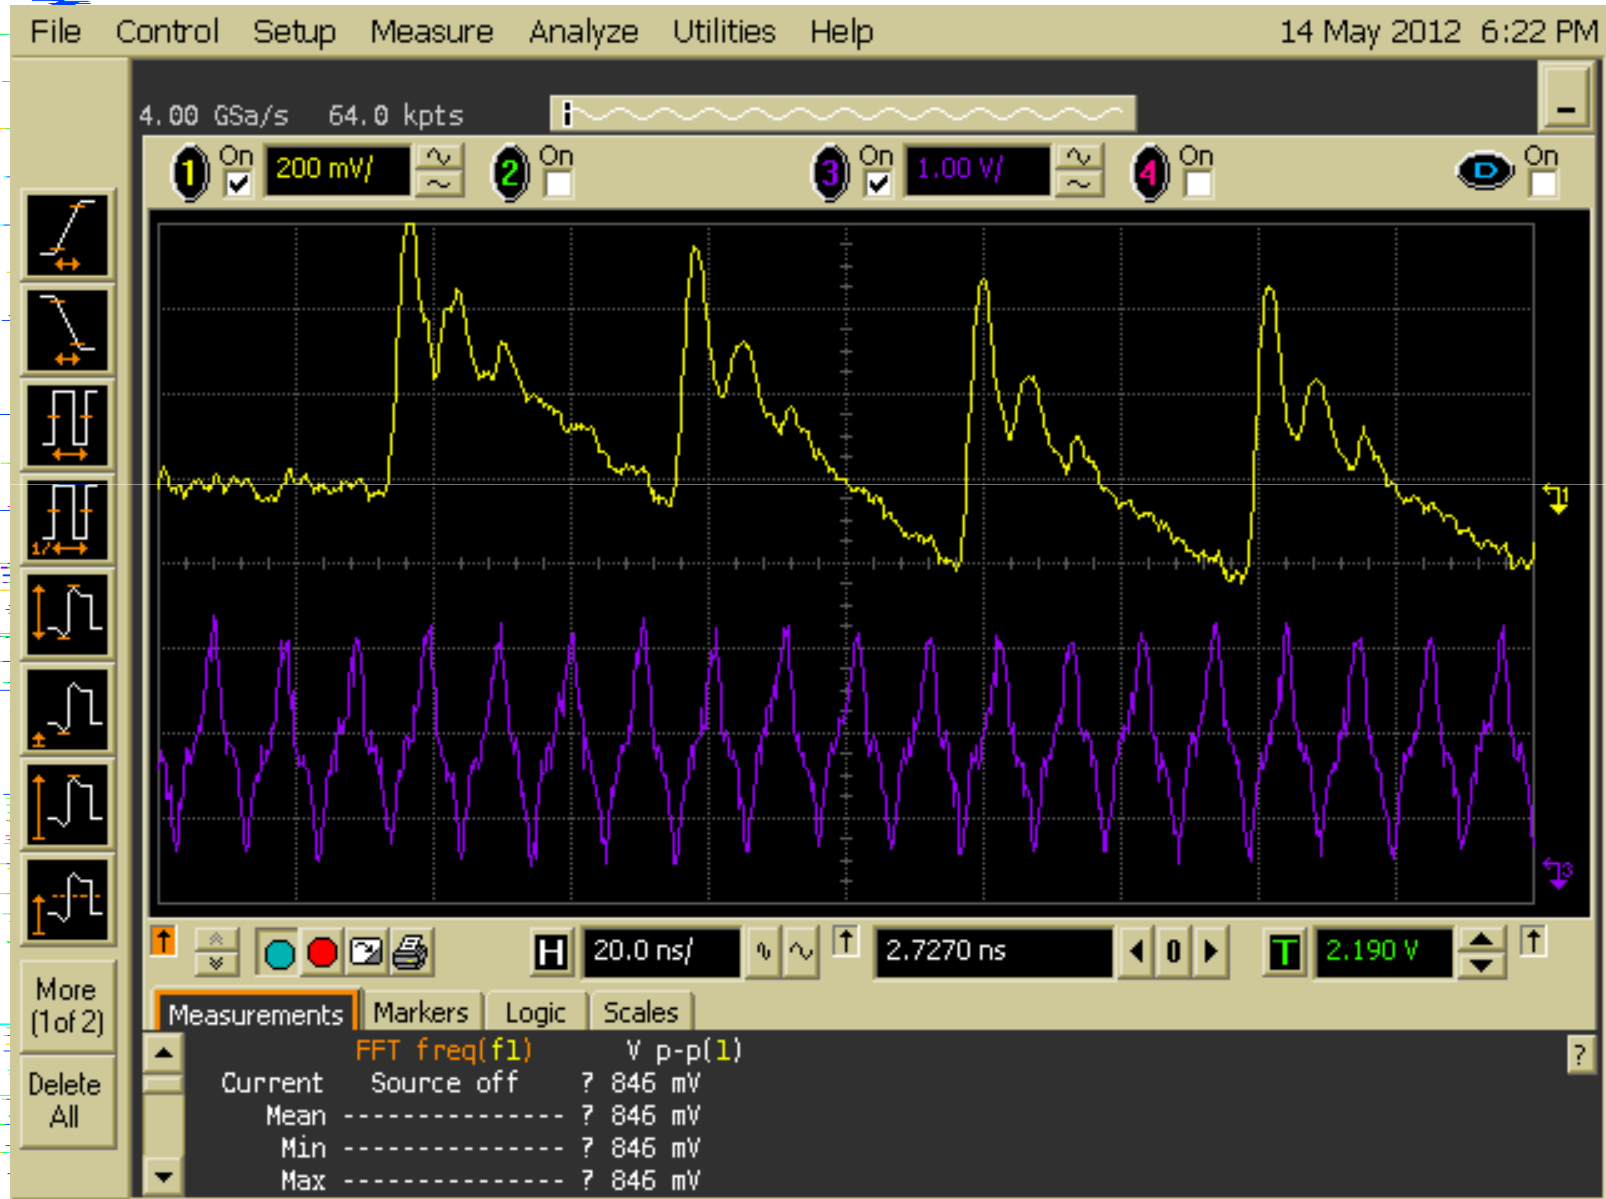 File Control Setup Measure Analyze Utilities Help 14 May 2012 6:22 PM
4.00 GSa/s 64.0 kpts
1 On 200 mV/ 2 On 3 On 1.00 V/ 4 On D On
1
3
1/
H 20.0 ns/ 2.7270 ns 0 T 2.190 V
More
(1of 2)
Delete
All
Measurements Markers Logic Scales
FFT freq(f1) V p-p(1)
Current Source off ? 846 mV
Mean --------------- ? 846 mV
Min --------------- ? 846 mV
Max --------------- ? 846 mV
?